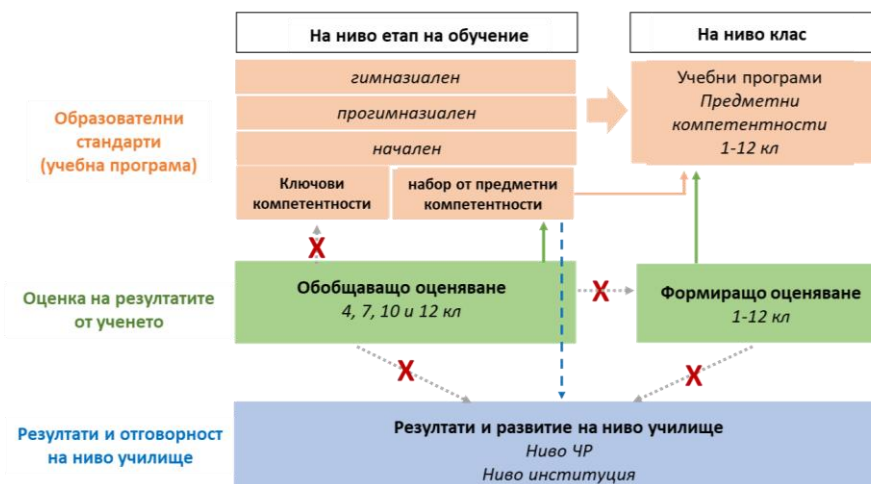 На ниво етап на обучение
На ниво клас
Образователни
стандарти
(учебна програма)
гимназиален
прогимназиален
начален
Ключови
компетентности
набор от предметни
компетентности
Учебни програми
Предметни
компетентности
1-12 кл
X
Оценка на резултатите
от ученето
Обобщаващо оценяване
4, 7, 10 и 12 кл
X
Формиращо оценяване
1-12 кл
X
X
Резултати и отговорност
на ниво училище
Резултати и развитие на ниво училище
Ниво ЧР
Ниво институция